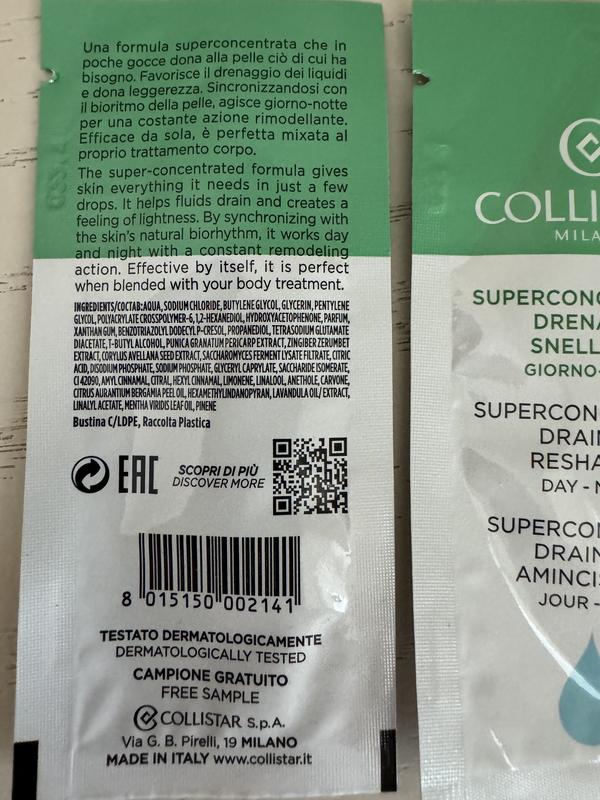 Una formula superconcentrata che in
poche gocce dona alla pelle ciò di cui ha
bisogno. Favorisce il drenaggio dei liquidi
e dona leggerezza. Sincronizzandosi con
il bioritmo della pelle, agisce giorno-notte
per una costante azione rimodellante.
Efficace da sola, è perfetta mixata al
proprio trattamento corpo.
The super-concentrated formula gives
skin everything it needs in just a few
drops. It helps fluids drain and creates a
feeling of lightness. By synchronizing with
the skin's natural biorhythm, it works day
and night with a constant remodeling
action. Effective by itself, it is perfect
when blended with your body treatment.
INGREDIENTS/СОСТАВ: AQUA, SODIUM CHLORIDE, BUTYLENE GLYCOL, GLYCERIN, PENTYLENE
GLYCOL, POLYACRYLATE CROSSPOLYMER-6, 1,2-HEXANEDIOL, HYDROXYACETOPHENONE, PARFUM,
XANTHAN GUM, BENZOTRIAZOLYL DODECYL P-CRESOL, PROPANEDIOL, TETRASODIUM GLUTAMATE
DIACETATE, T-BUTYL ALCOHOL, PUNICA GRANATUM PERICARP EXTRACT, ZINGIBER ZERUMBET
EXTRACT, CORYLUS AVELLANA SEED EXTRACT, SACCHAROMYCES FERMENT LYSATE FILTRATE, CITRIC
ACID, DISODIUM PHOSPHATE, SODIUM PHOSPHATE, GLYCERYL CAPRYLATE, SACCHARIDE ISOMERATE,
CI 42090, AMYL CINNAMAL, CITRAL, HEXYL CINNAMAL, LIMONENE, LINALOOL, ANETHOLE, CARVONE,
CITRUS AURANTIUM BERGAMIA PEEL OIL, HEXAMETHYLINDANOPYRAN, LAVANDULA OIL/EXTRACT,
LINALYL ACETATE, MENTHA VIRIDIS LEAF OIL, PINENE
Bustina C/LDPE, Raccolta Plastica
EAC
SCOPRI DI PIÙ
DISCOVER MORE
8 015150 002141
TESTATO DERMATOLOGICAMENTE
DERMATOLOGICALLY TESTED
CAMPIONE GRATUITO
FREE SAMPLE
COLLISTAR S.p.A.
Via G. B. Pirelli, 19 MILANO
MADE IN ITALY www.collistar.it
COLLI
MILA
SUPERCON
DRENA
SNELL
GIORNO-
SUPERCON
DRAIN
RESHA
DAY - N
SUPERCO
DRAIN
AMINCIS
JOUR -